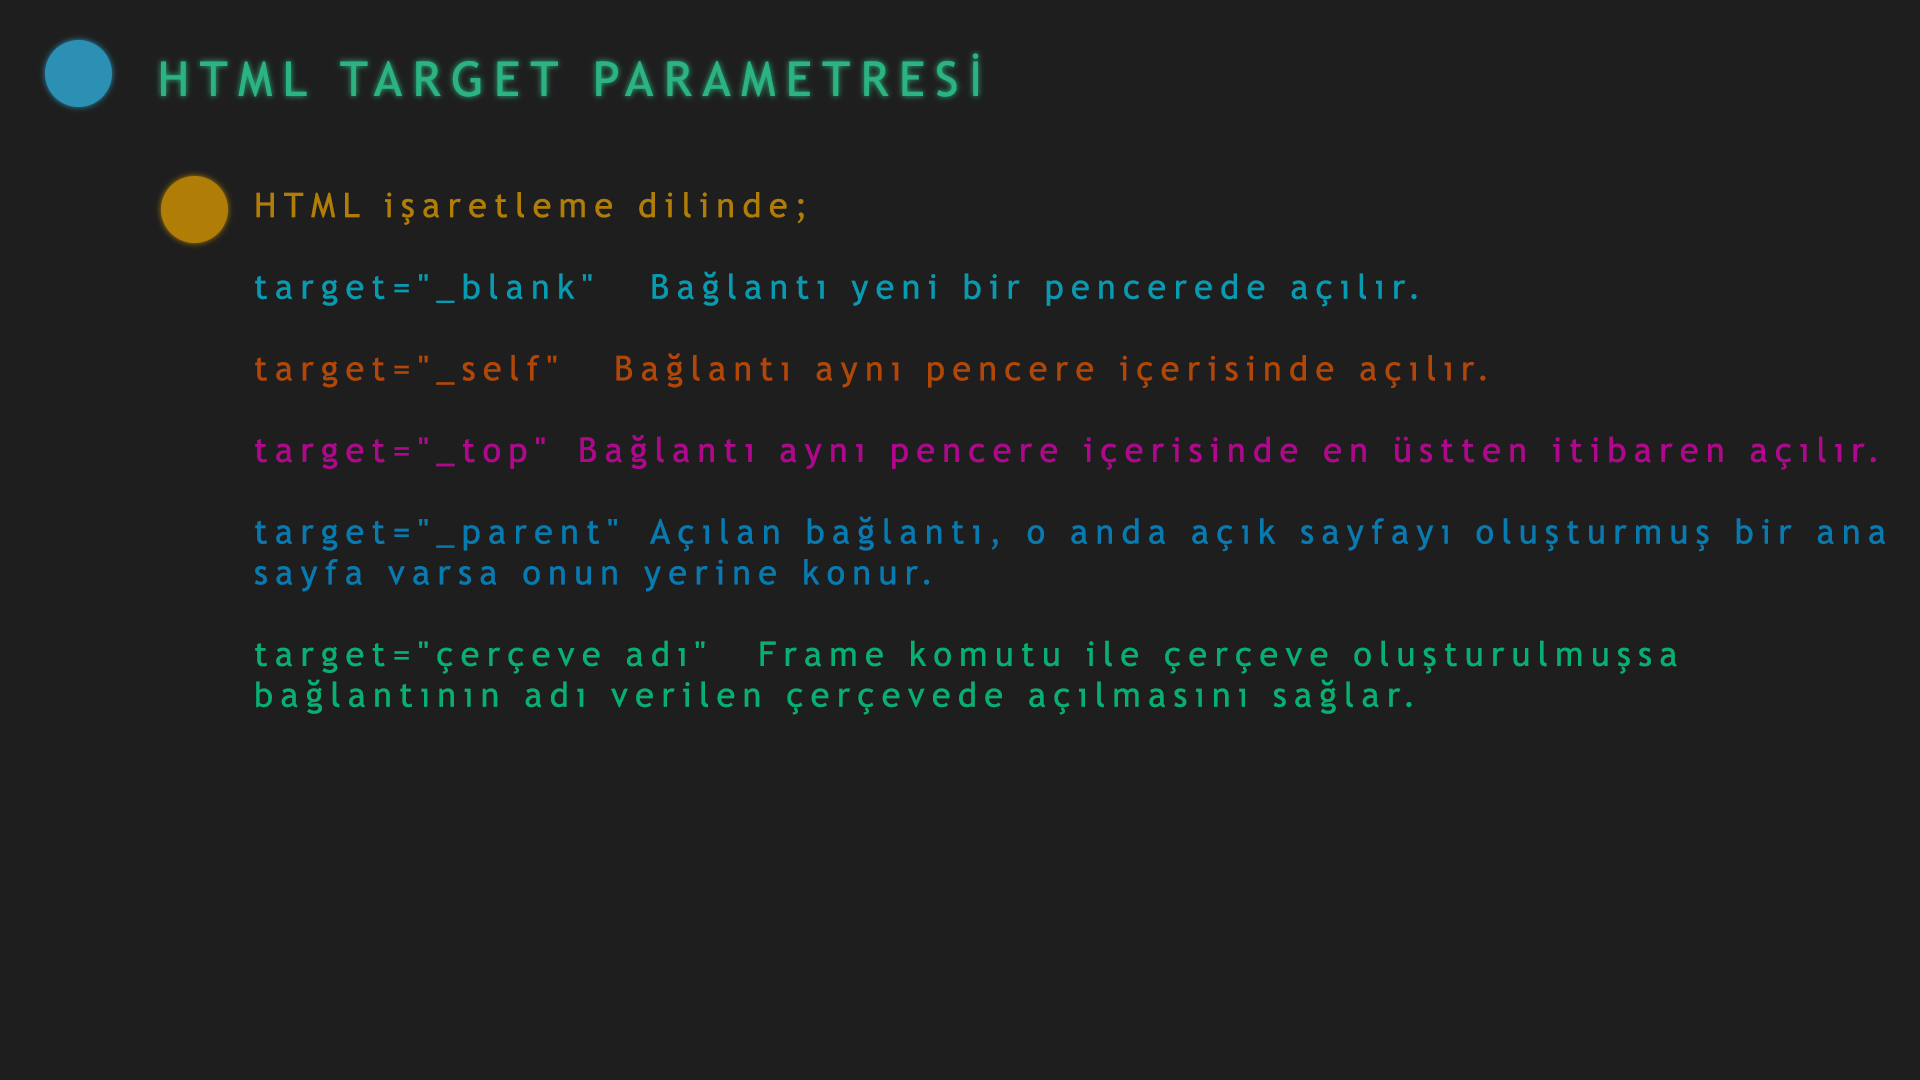 HTML TARGET PARAMETRESİ
HTML işaretleme dilinde;
target="_blank" Bağlantı yeni bir pencerede açılır.
target="_self" Bağlantı aynı pencere içerisinde açılır.
target="_top" Bağlantı aynı pencere içerisinde en üstten itibaren açılır.
target="_parent" Açılan bağlantı, o anda açık sayfayı oluşturmuş bir ana
sayfa varsa onun yerine konur.
target="çerçeve adı" Frame komutu ile çerçeve oluşturulmuşsa
bağlantının adı verilen çerçevede açılmasını sağlar.